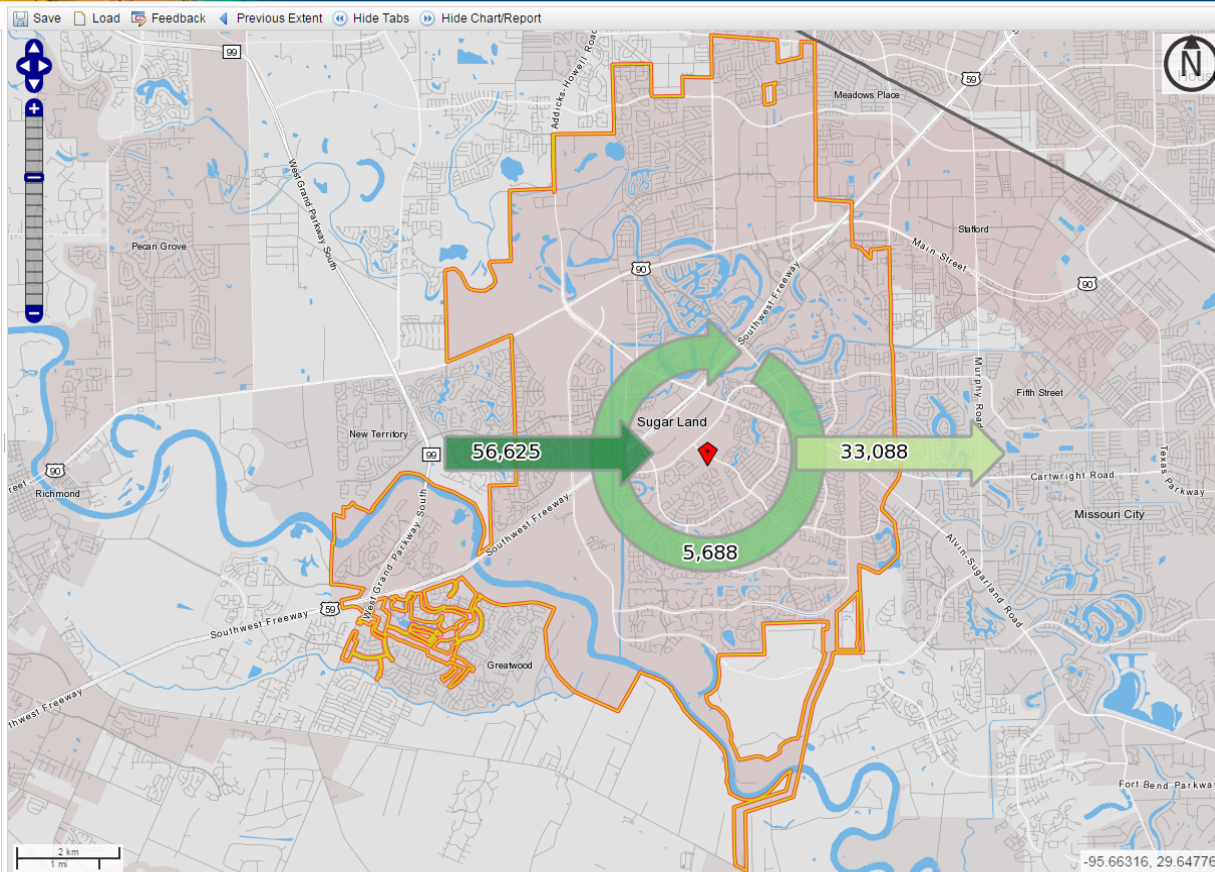 Save Load Feedback Previous Extent Hide Tabs Hide Chart/Report
99
Addicks-Howell Road
59
N
Meadows Place
West Grand Parkway South
Pecan Grove
Stafford
Main Street
90
90
Southwest Freeway
Murphy Road
Fifth Street
Sugar Land
New Territory
99
56,625
33,088
90
Richmond
Cartwright Road
Texas Parkway
Missouri City
West Grand Parkway South
Southwest Freeway
5,688
Alvin-Sugarland Road
59
Southwest Freeway
Greatwood
thwest Freeway
Fort Bend Parkway
2 km
1 mi
-95.66316, 29.64776